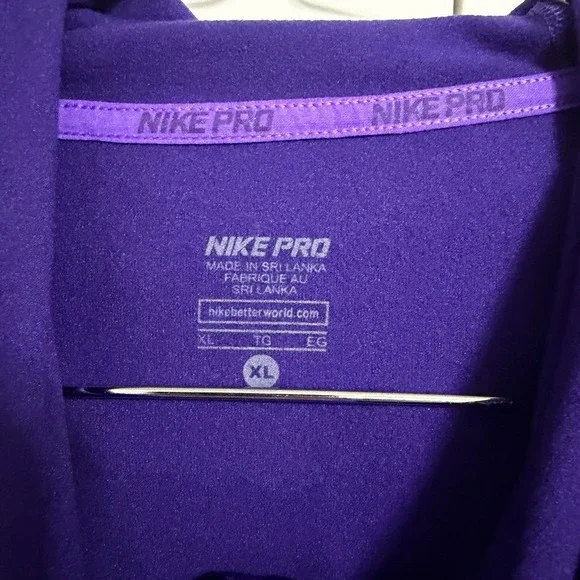 NIKE PRO NIKE PRO
NIKE PRO
MADE IN SRI LANKA
FABRIQUE AU
SRI LANKA
nikebetterworld.com
XL TG EG
XL